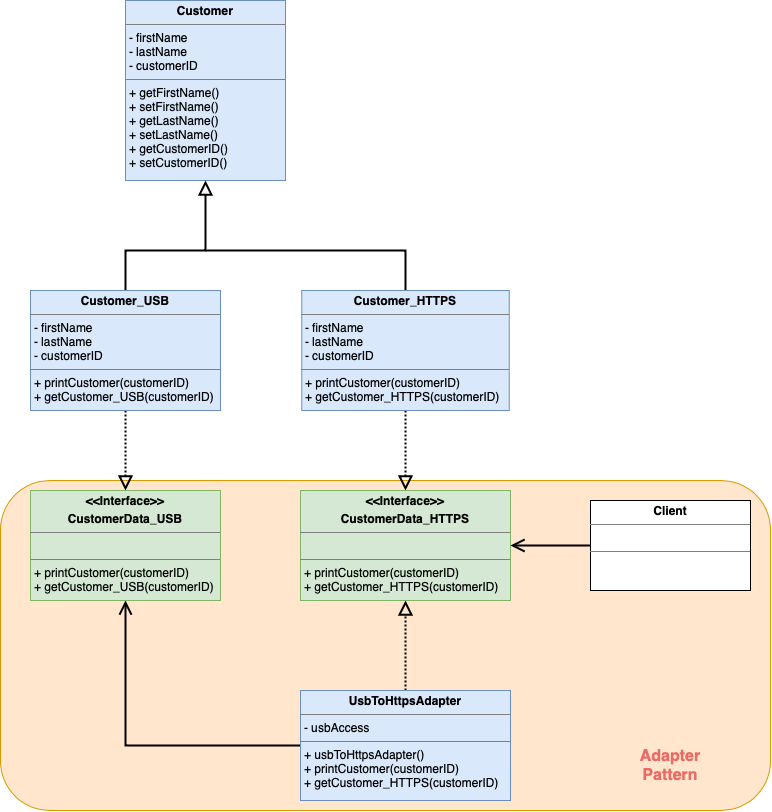 Customer
- firstName
- lastName
- customerID
+ getFirstName()
+ setFirstName()
+ getLastName()
+ setLastName()
+ getCustomerID()
+ setCustomerID()
Customer_USB
- firstName
- lastName
- customerID
+ printCustomer(customerID)
+ getCustomer_USB(customerID)
Customer_HTTPS
- firstName
- lastName
- customerID
+ printCustomer(customerID)
+ getCustomer_HTTPS(customerID)
<<Interface>>
CustomerData_USB
+ printCustomer(customerID)
+ getCustomer_USB(customerID)
<<Interface>>
CustomerData_HTTPS
+ printCustomer(customerID)
+ getCustomer_HTTPS(customerID)
Client
UsbToHttpsAdapter
- usbAccess
+ usbToHttpsAdapter()
+ printCustomer(customerID)
+ getCustomer_HTTPS(customerID)
Adapter
Pattern